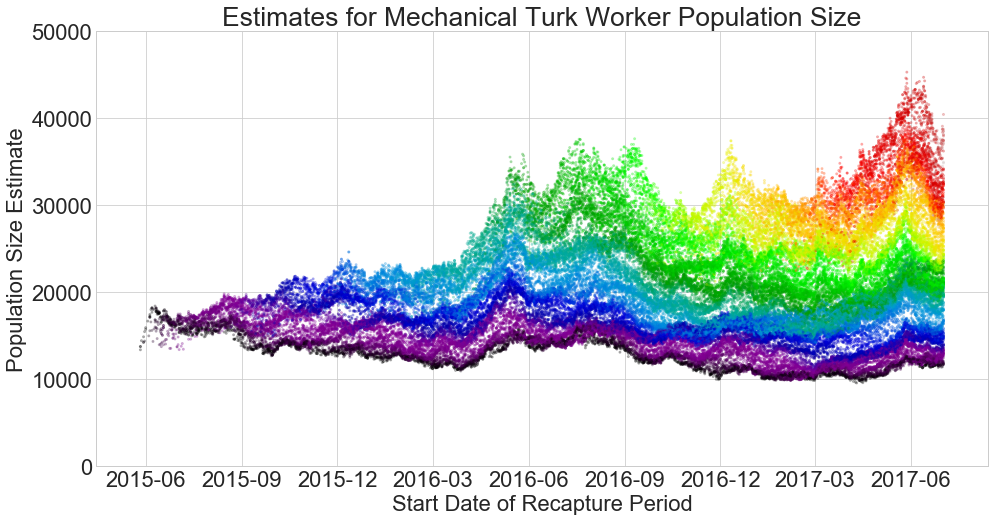 Estimates for Mechanical Turk Worker Population Size
Population Size Estimate
50000
40000
30000
20000
10000
0
2015-06 2015-09 2015-12 2016-03 2016-06 2016-09 2016-12 2017-03 2017-06
Start Date of Recapture Period